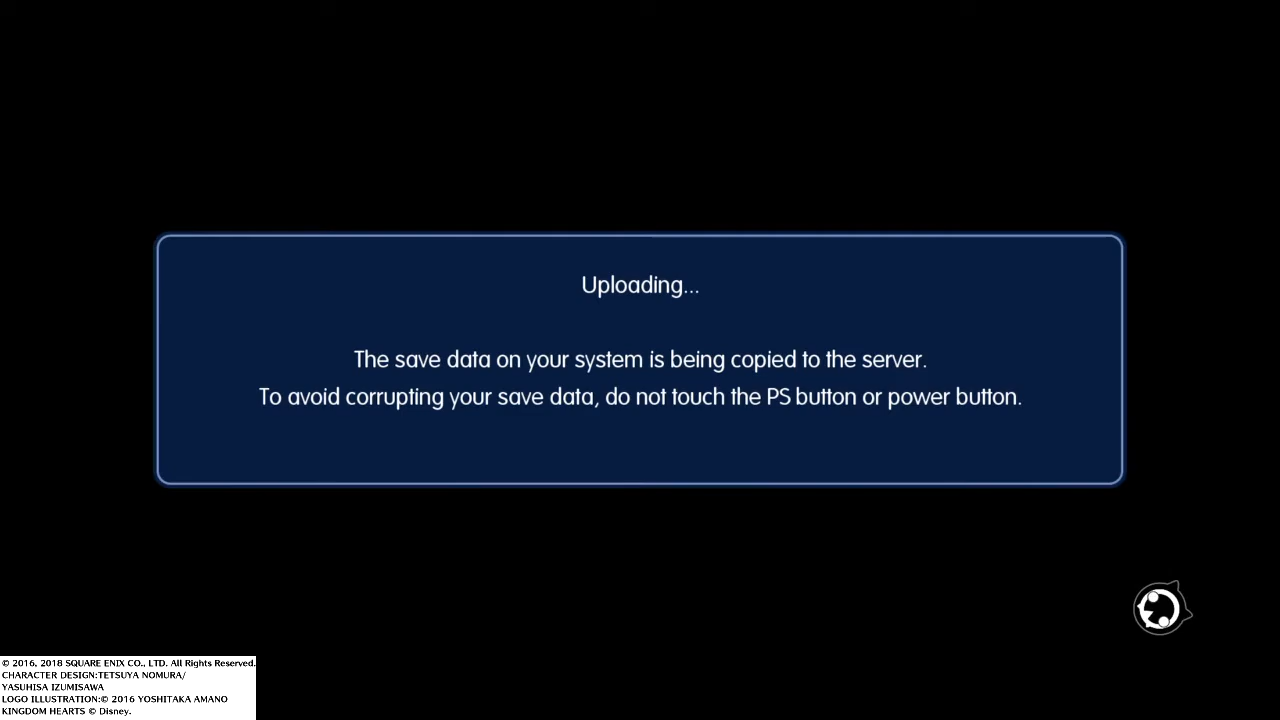 Uploading...
The save data on your system is being copied to the server.
To avoid corrupting your save data, do not touch the PS button or power button.
© 2016, 2018 SQUARE ENIX CO., LTD. All Rights Reserved.
CHARACTER DESIGN:TETSUYA NOMURA/
YASUHISA IZUMISAWA
LOGO ILLUSTRATION:© 2016 YOSHITAKA AMANO
KINGDOM HEARTS © Disney.